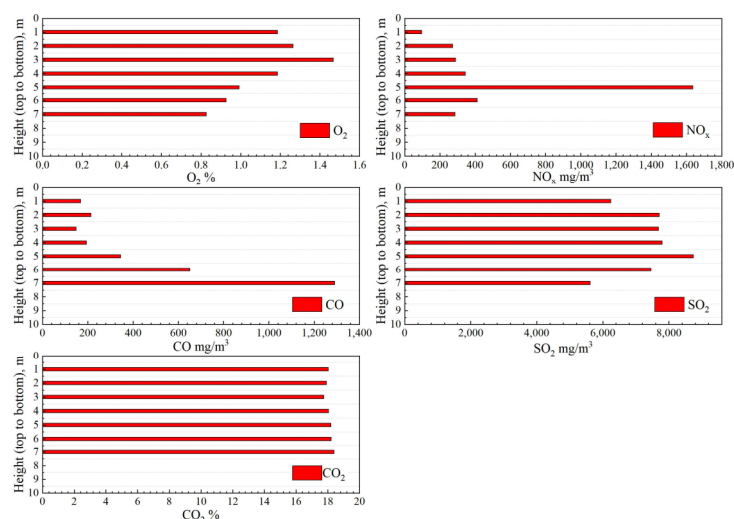 Height (top to bottom), m
0
1
2
3
4
5
6
7
8
9
10
0.0 0.2 0.4 0.6 0.8 1.0 1.2 1.4 1.6
O₂ %
O₂
Height (top to bottom), m
0
1
2
3
4
5
6
7
8
9
10
0 200 400 600 800 1,000 1,200 1,400 1,600 1,800
NOₓ mg/m³
NOₓ
Height (top to bottom), m
0
1
2
3
4
5
6
7
8
9
10
0 200 400 600 800 1,000 1,200 1,400
CO mg/m³
CO
Height (top to bottom), m
0
1
2
3
4
5
6
7
8
9
10
0 2,000 4,000 6,000 8,000
SO₂ mg/m³
SO₂
Height (top to bottom), m
0
1
2
3
4
5
6
7
8
9
10
0 2 4 6 8 10 12 14 16 18 20
CO₂ %
CO₂